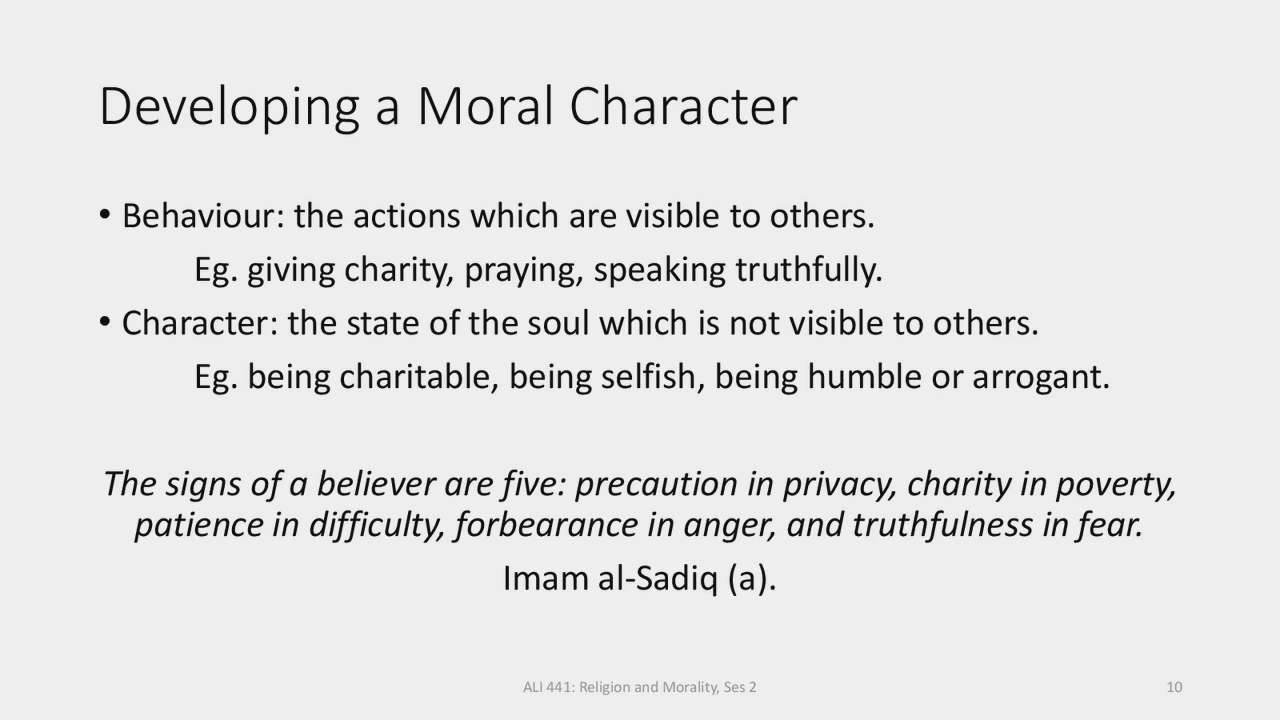 Developing a Moral Character
• Behaviour: the actions which are visible to others.
Eg. giving charity, praying, speaking truthfully.
• Character: the state of the soul which is not visible to others.
Eg. being charitable, being selfish, being humble or arrogant.
The signs of a believer are five: precaution in privacy, charity in poverty,
patience in difficulty, forbearance in anger, and truthfulness in fear.
Imam al-Sadiq (a).
ALI 441: Religion and Morality, Ses 2
10